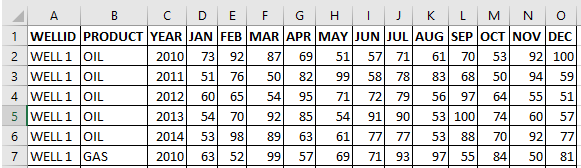 A B C D E F G H I J K L M N O
1 WELLID PRODUCT YEAR JAN FEB MAR APR MAY JUN JUL AUG SEP OCT NOV DEC
2 WELL 1 OIL 2010 73 92 87 69 51 57 71 61 70 53 92 100
3 WELL 1 OIL 2011 51 76 50 82 99 58 78 83 68 50 94 59
4 WELL 1 OIL 2012 60 65 54 95 71 72 79 56 97 64 55 51
5 WELL 1 OIL 2013 54 70 92 85 54 91 90 53 100 74 60 57
6 WELL 1 OIL 2014 53 98 89 63 61 77 77 53 88 70 92 77
7 WELL 1 GAS 2010 63 52 99 57 69 71 93 97 55 84 50 81